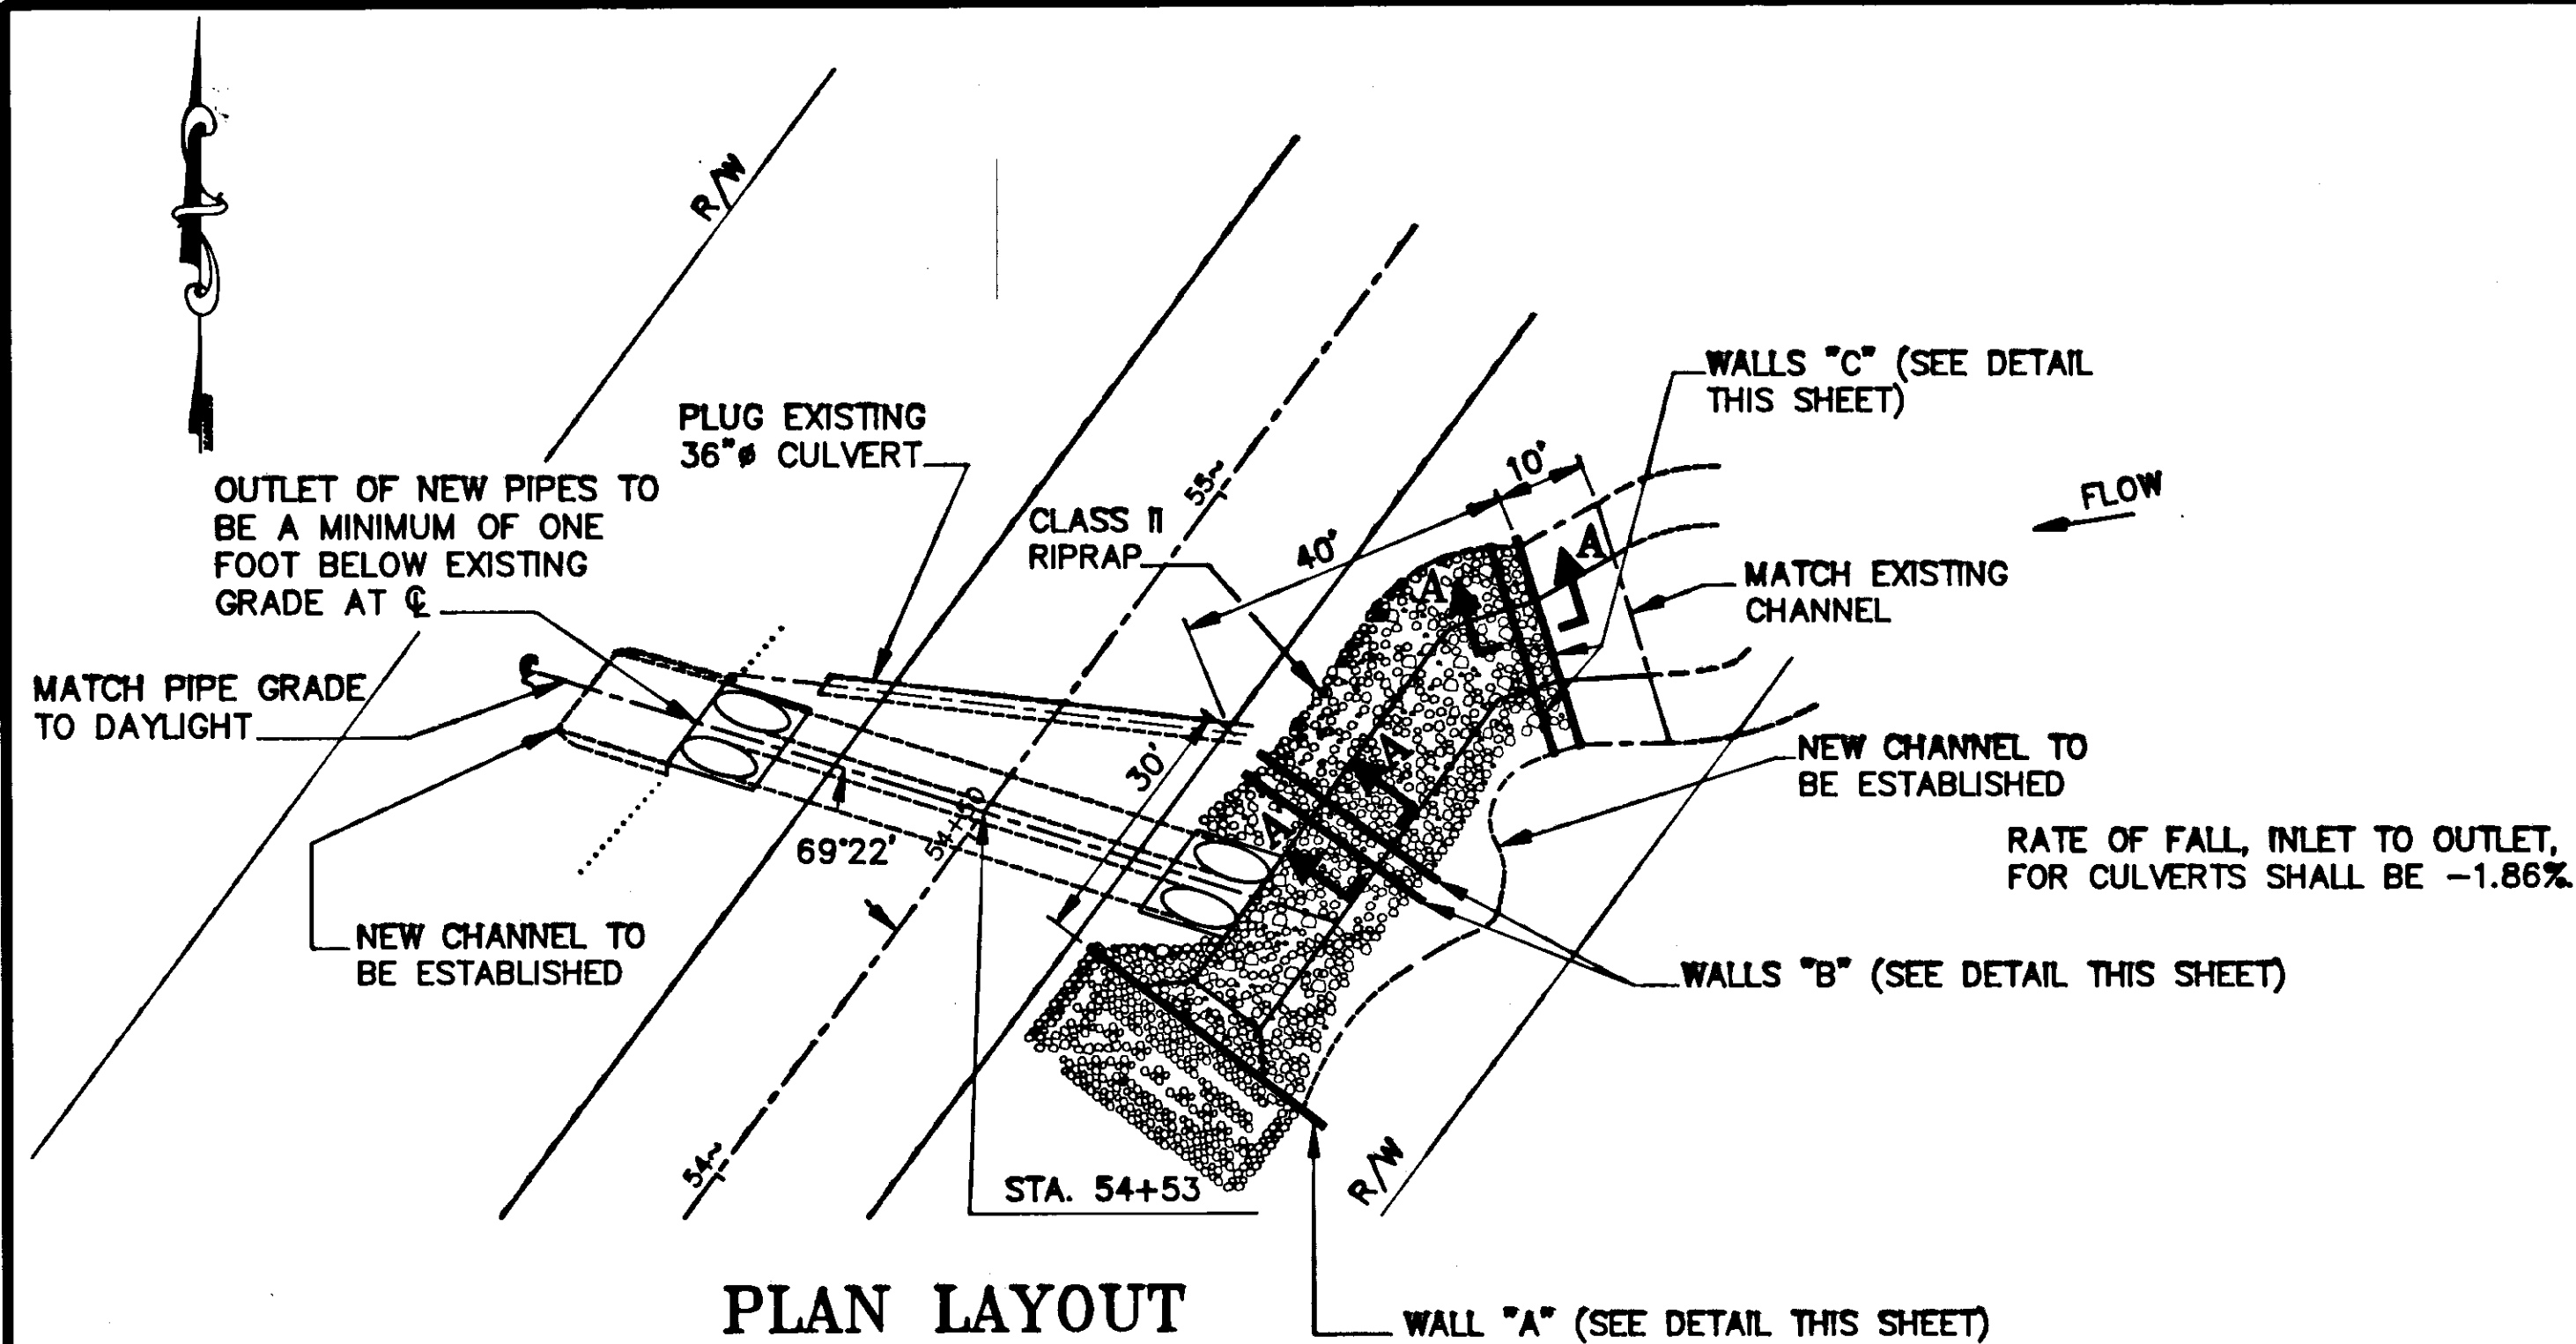 R/W
WALLS "C" (SEE DETAIL
THIS SHEET)
PLUG EXISTING
36"ø CULVERT
10'
55~
FLOW
OUTLET OF NEW PIPES TO
BE A MINIMUM OF ONE
FOOT BELOW EXISTING
GRADE AT ℄
CLASS II
RIPRAP
40'
A
A
MATCH EXISTING
CHANNEL
MATCH PIPE GRADE
TO DAYLIGHT
30'
A
NEW CHANNEL TO
BE ESTABLISHED
69°22'
54+50
A
RATE OF FALL, INLET TO OUTLET,
FOR CULVERTS SHALL BE -1.86%.
NEW CHANNEL TO
BE ESTABLISHED
WALLS "B" (SEE DETAIL THIS SHEET)
54~
STA. 54+53
R/W
PLAN LAYOUT
WALL "A" (SEE DETAIL THIS SHEET)